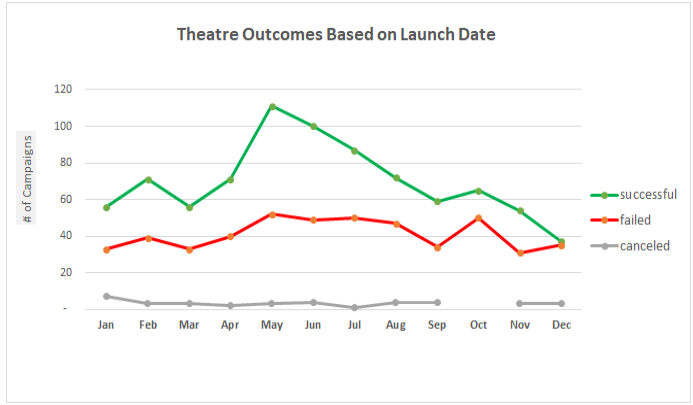 Theatre Outcomes Based on Launch Date
# of Campaigns
120
100
80
60
40
20
-
Jan Feb Mar Apr May Jun Jul Aug Sep Oct Nov Dec
successful
failed
canceled